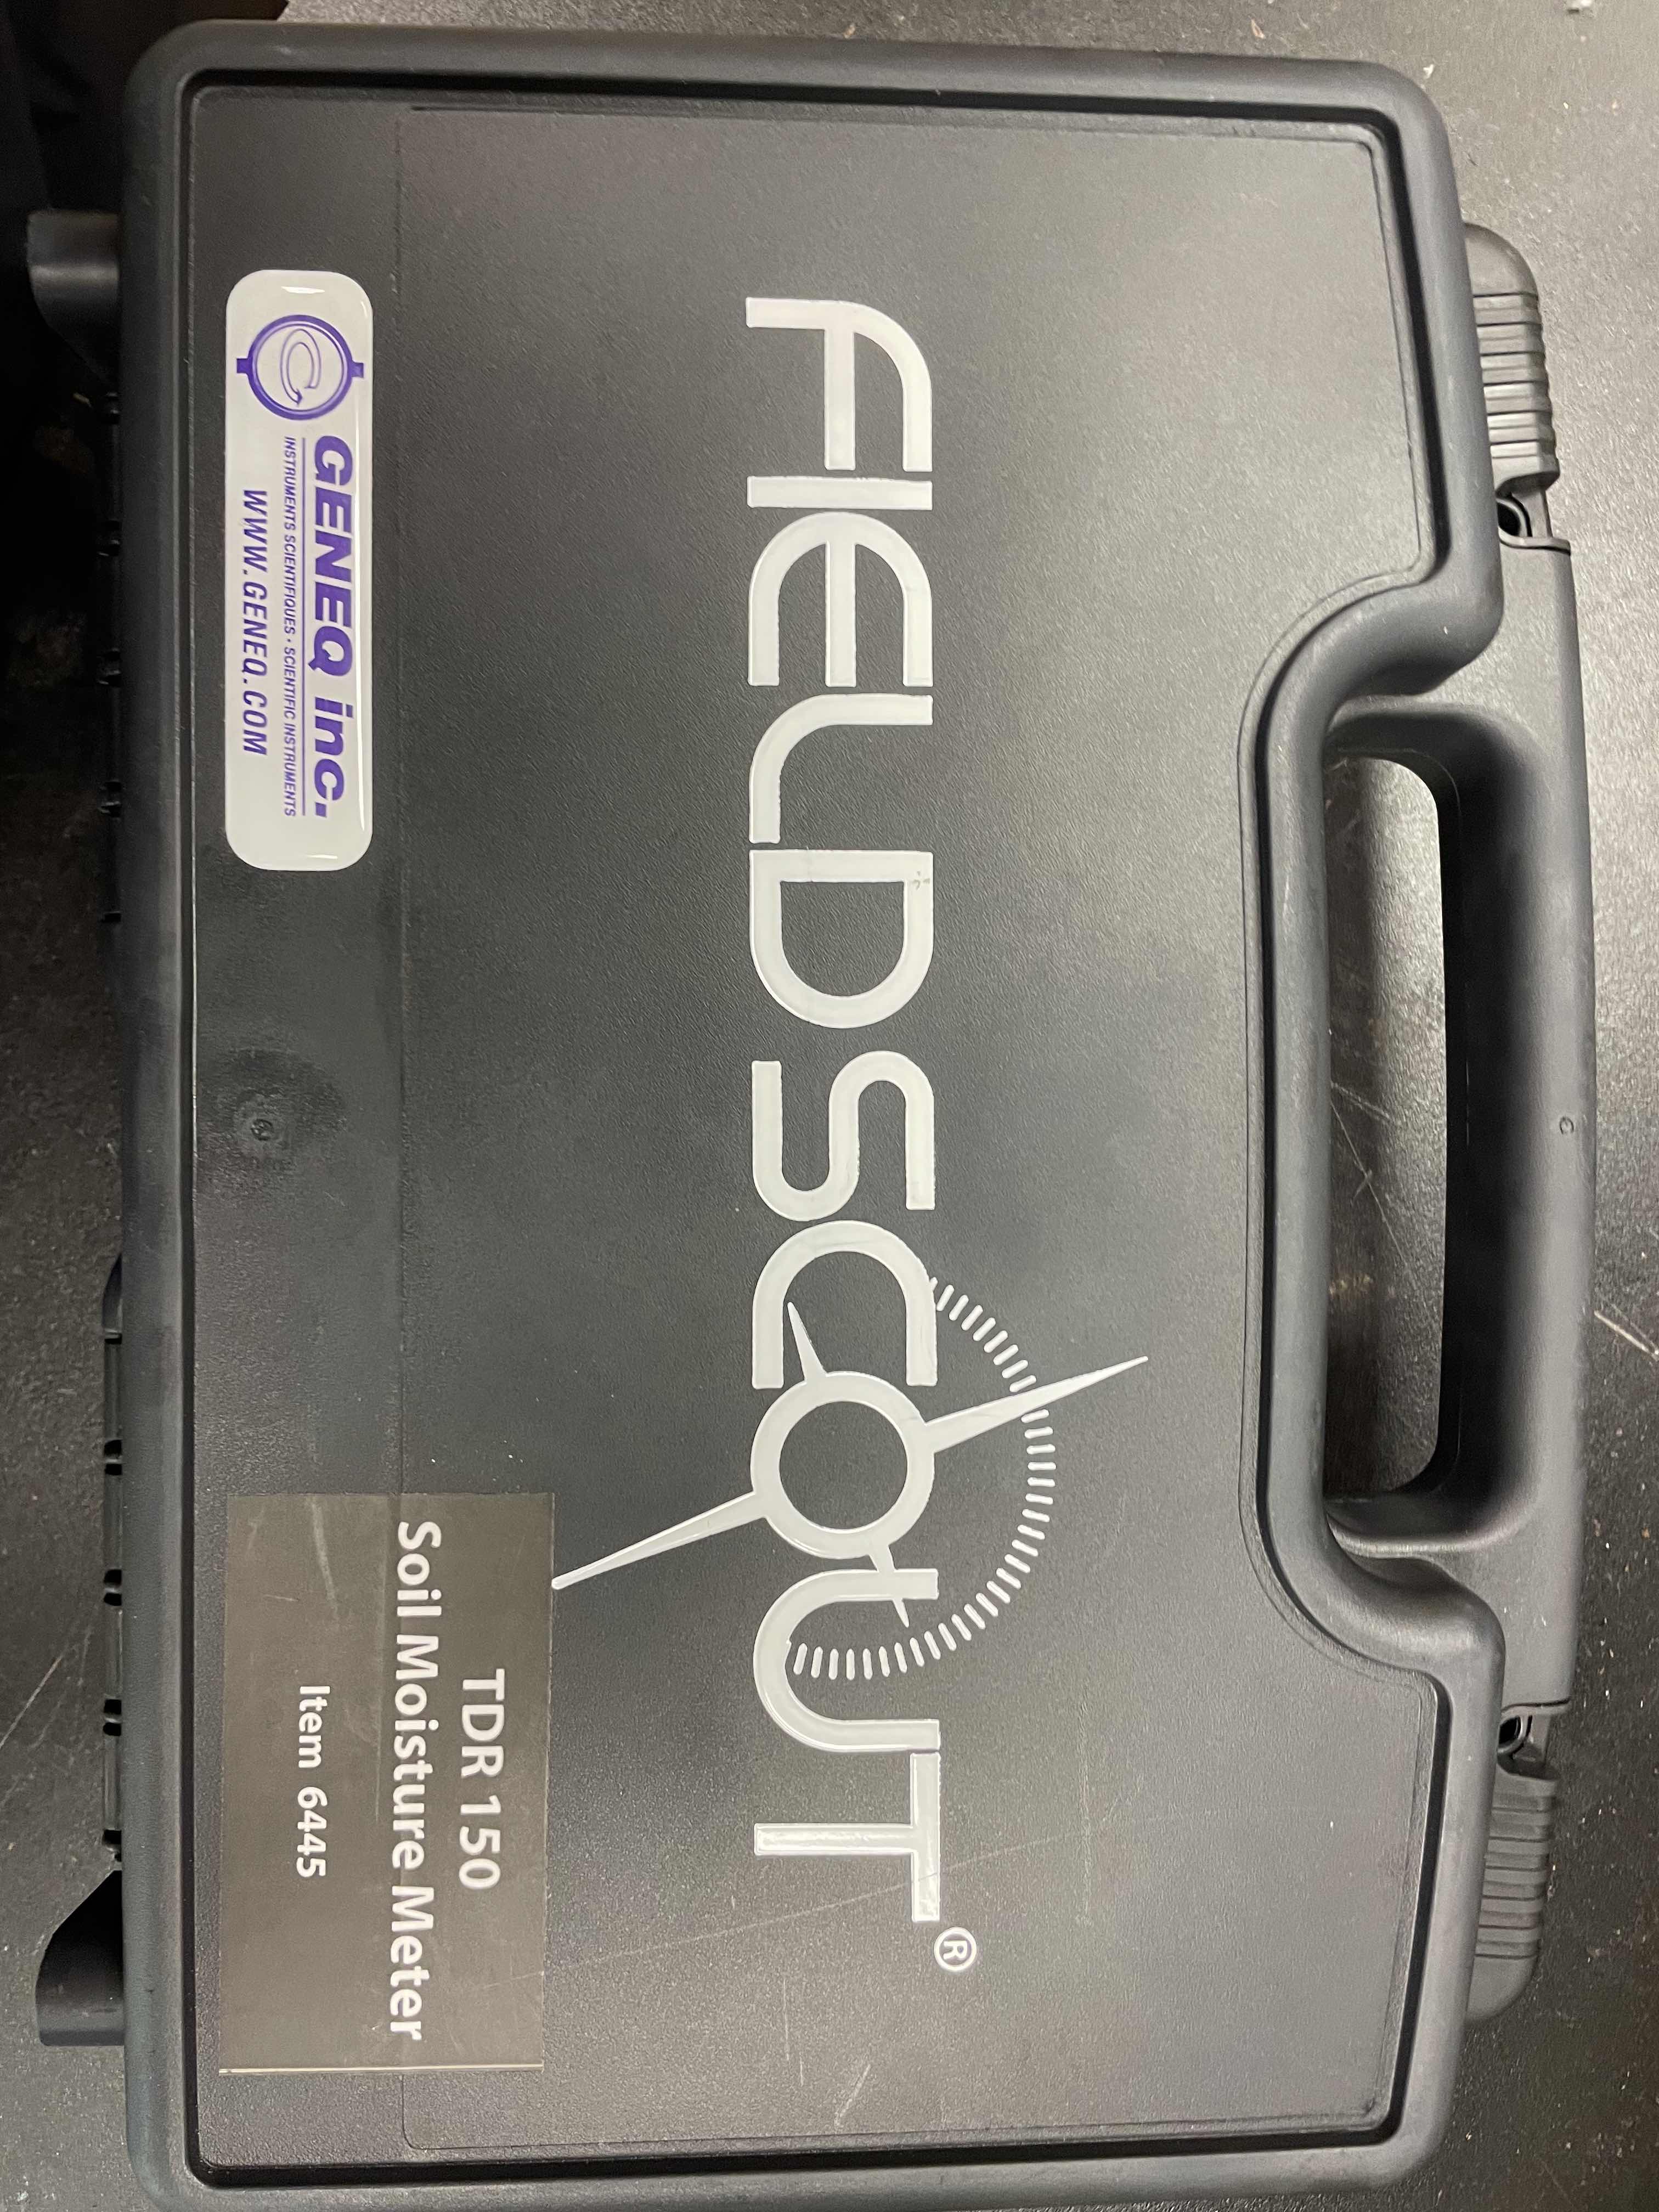 FIELDSCOUT®
GENEQ inc.
INSTRUMENTS SCIENTIFIQUES • SCIENTIFIC INSTRUMENTS
WWW.GENEQ.COM
TDR 150
Soil Moisture Meter
Item 6445